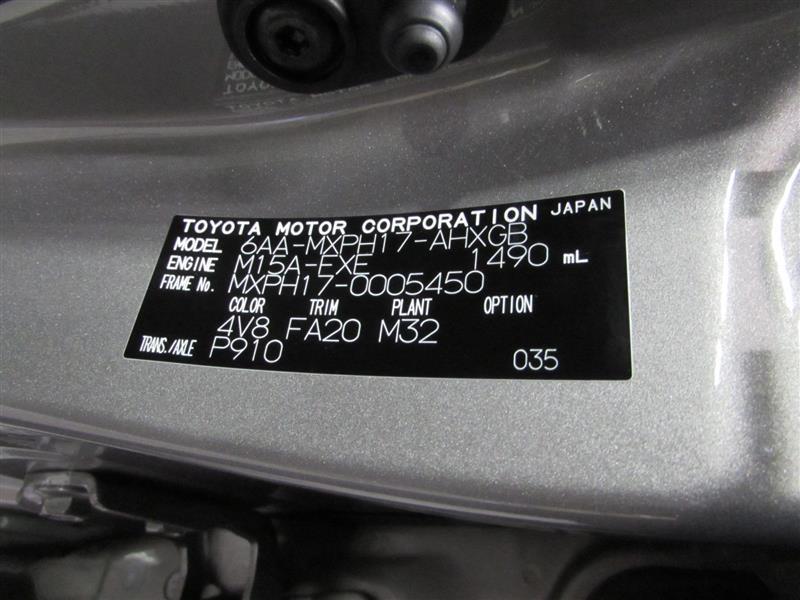 TOYOTA MOTOR CORPORATION JAPAN
MODEL 6AA-MXPH17-AHXGB
ENGINE M15A-EXE 1490 mL
FRAME No. MXPH17-0005450
COLOR TRIM PLANT OPTION
4V8 FA20 M32
TRANS./AXLE P910 035